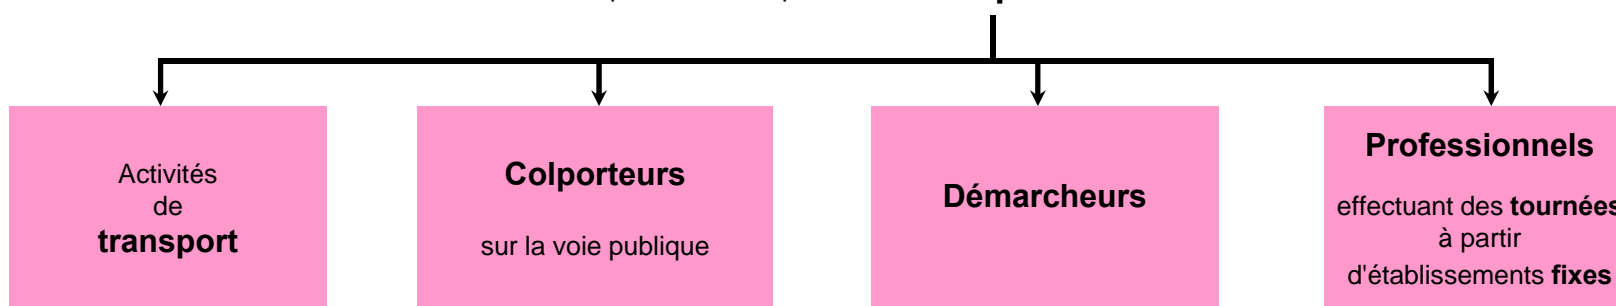 Activités
de
transport
Colporteurs
sur la voie publique
Démarcheurs
Professionnels
effectuant des tournées
à partir
d'établissements fixes